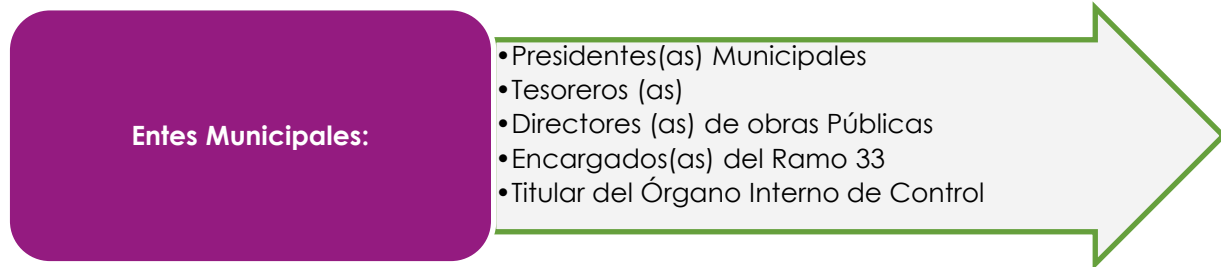 Entes Municipales:
•Presidentes(as) Municipales
•Tesoreros (as)
•Directores (as) de obras Públicas
•Encargados(as) del Ramo 33
•Titular del Órgano Interno de Control